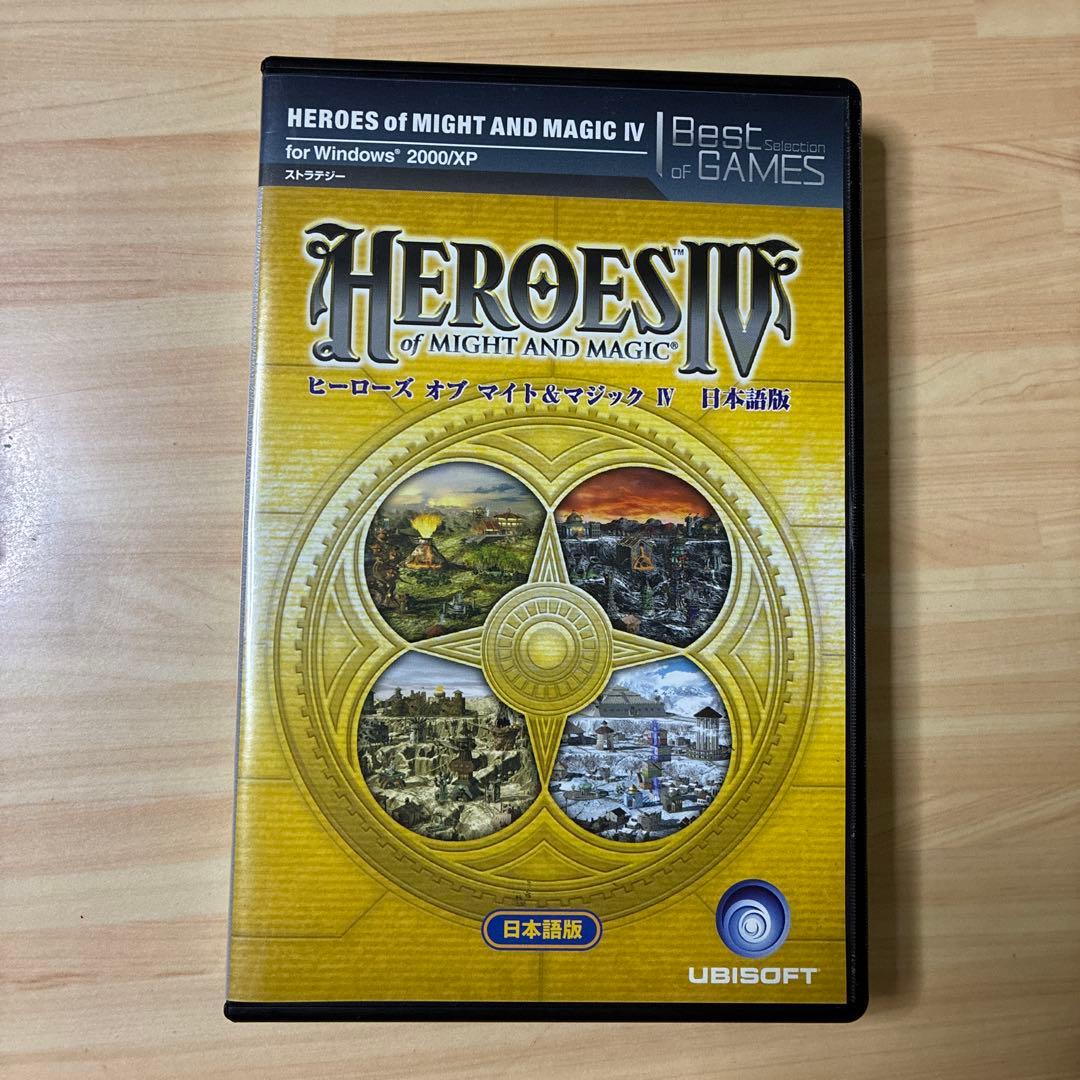 HEROES of MIGHT AND MAGIC IV
for Windows® 2000/XP
ストラテジー
Best
Selection
OF GAMES
HEROES IV™
of MIGHT AND MAGIC®
ヒーローズ オブ マイト&マジック IV 日本語版
日本語版
UBISOFT